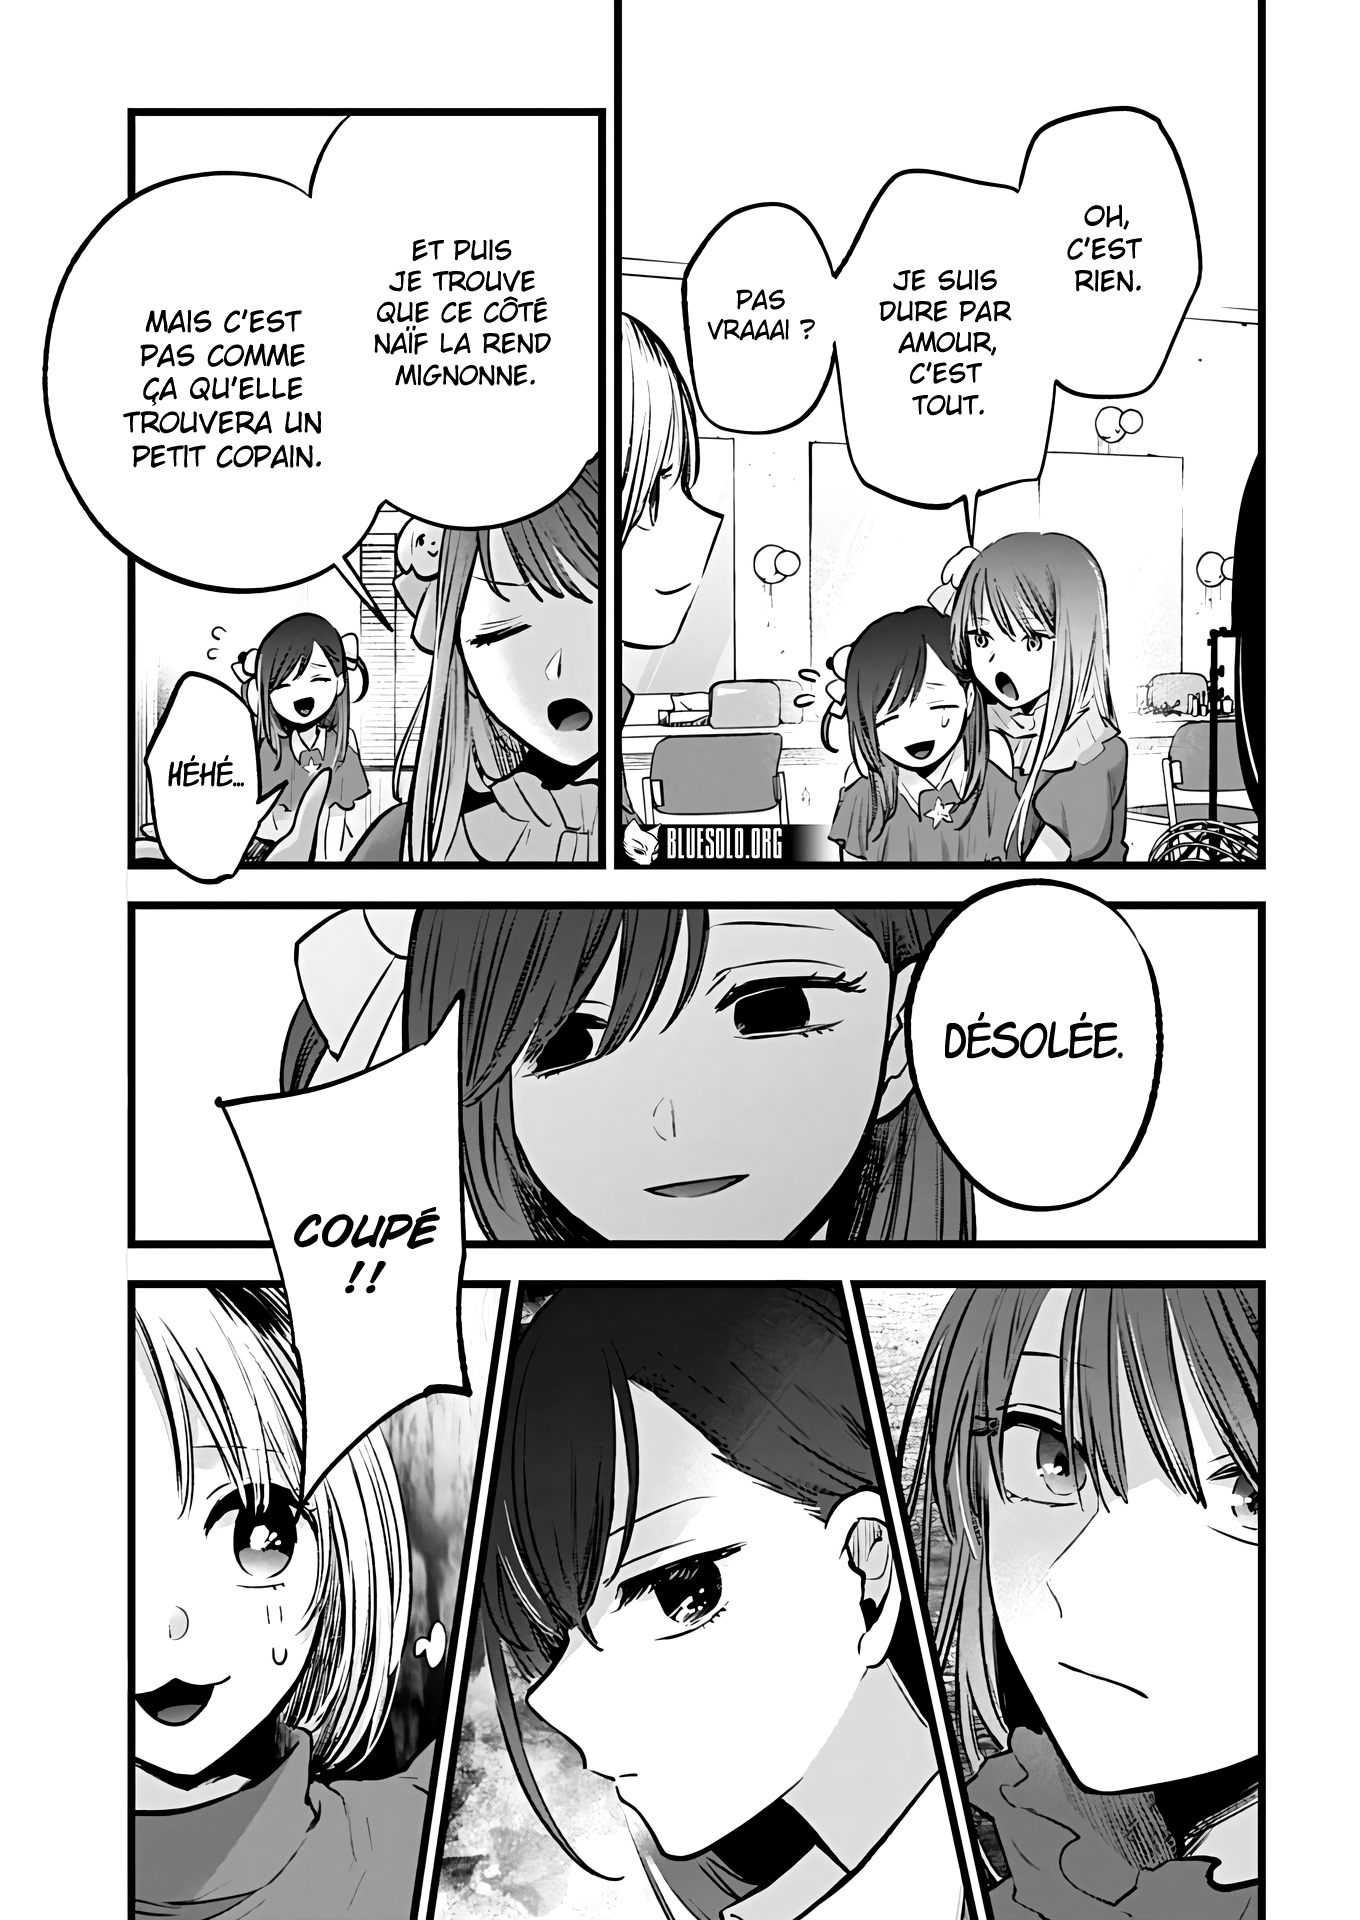 OH,
C'EST
RIEN.
JE SUIS
DURE PAR
AMOUR,
C'EST
TOUT.
PAS
VRAAAI ?
BLUESOLO.ORG
ET PUIS
JE TROUVE
QUE CE CÔTÉ
NAÏF LA REND
MIGNONNE.
MAIS C'EST
PAS COMME
ÇA QU'ELLE
TROUVERA UN
PETIT COPAIN.
HÉHÉ...
DÉSOLÉE.
COUPÉ
!!